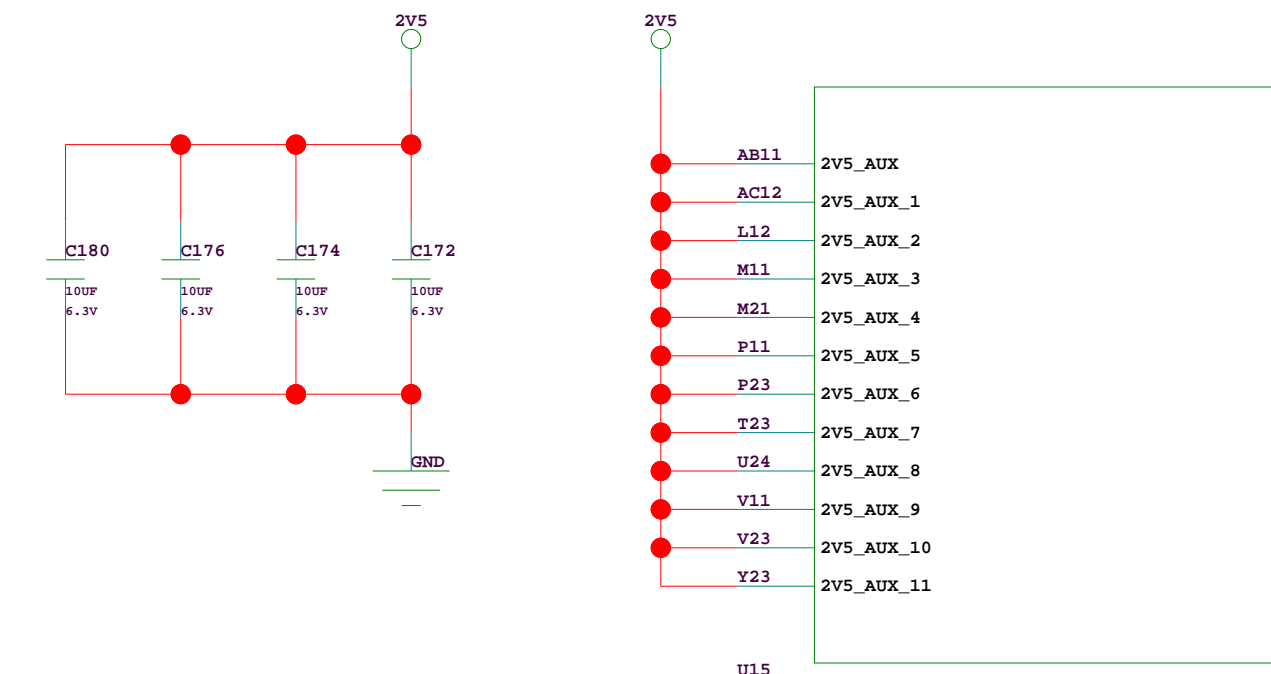 2V5
C180
10UF
6.3V
C176
10UF
6.3V
C174
10UF
6.3V
C172
10UF
6.3V
GND
2V5
AB11 2V5_AUX
AC12 2V5_AUX_1
L12 2V5_AUX_2
M11 2V5_AUX_3
M21 2V5_AUX_4
P11 2V5_AUX_5
P23 2V5_AUX_6
T23 2V5_AUX_7
U24 2V5_AUX_8
V11 2V5_AUX_9
V23 2V5_AUX_10
Y23 2V5_AUX_11
U15